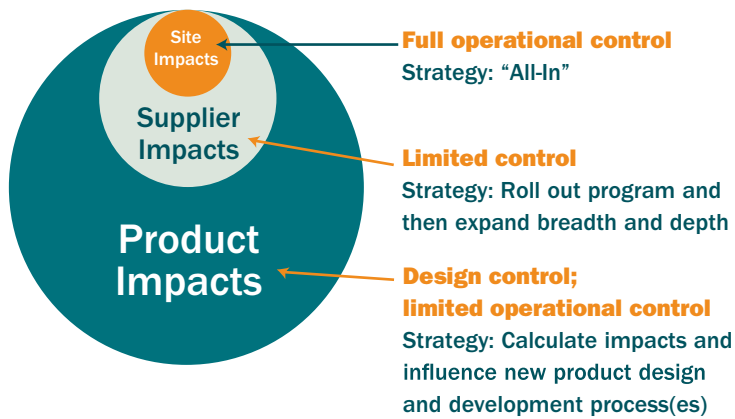 Site
Impacts
Supplier
Impacts
Product
Impacts
Full operational control
Strategy: “All-In”
Limited control
Strategy: Roll out program and
then expand breadth and depth
Design control;
limited operational control
Strategy: Calculate impacts and
influence new product design
and development process(es)